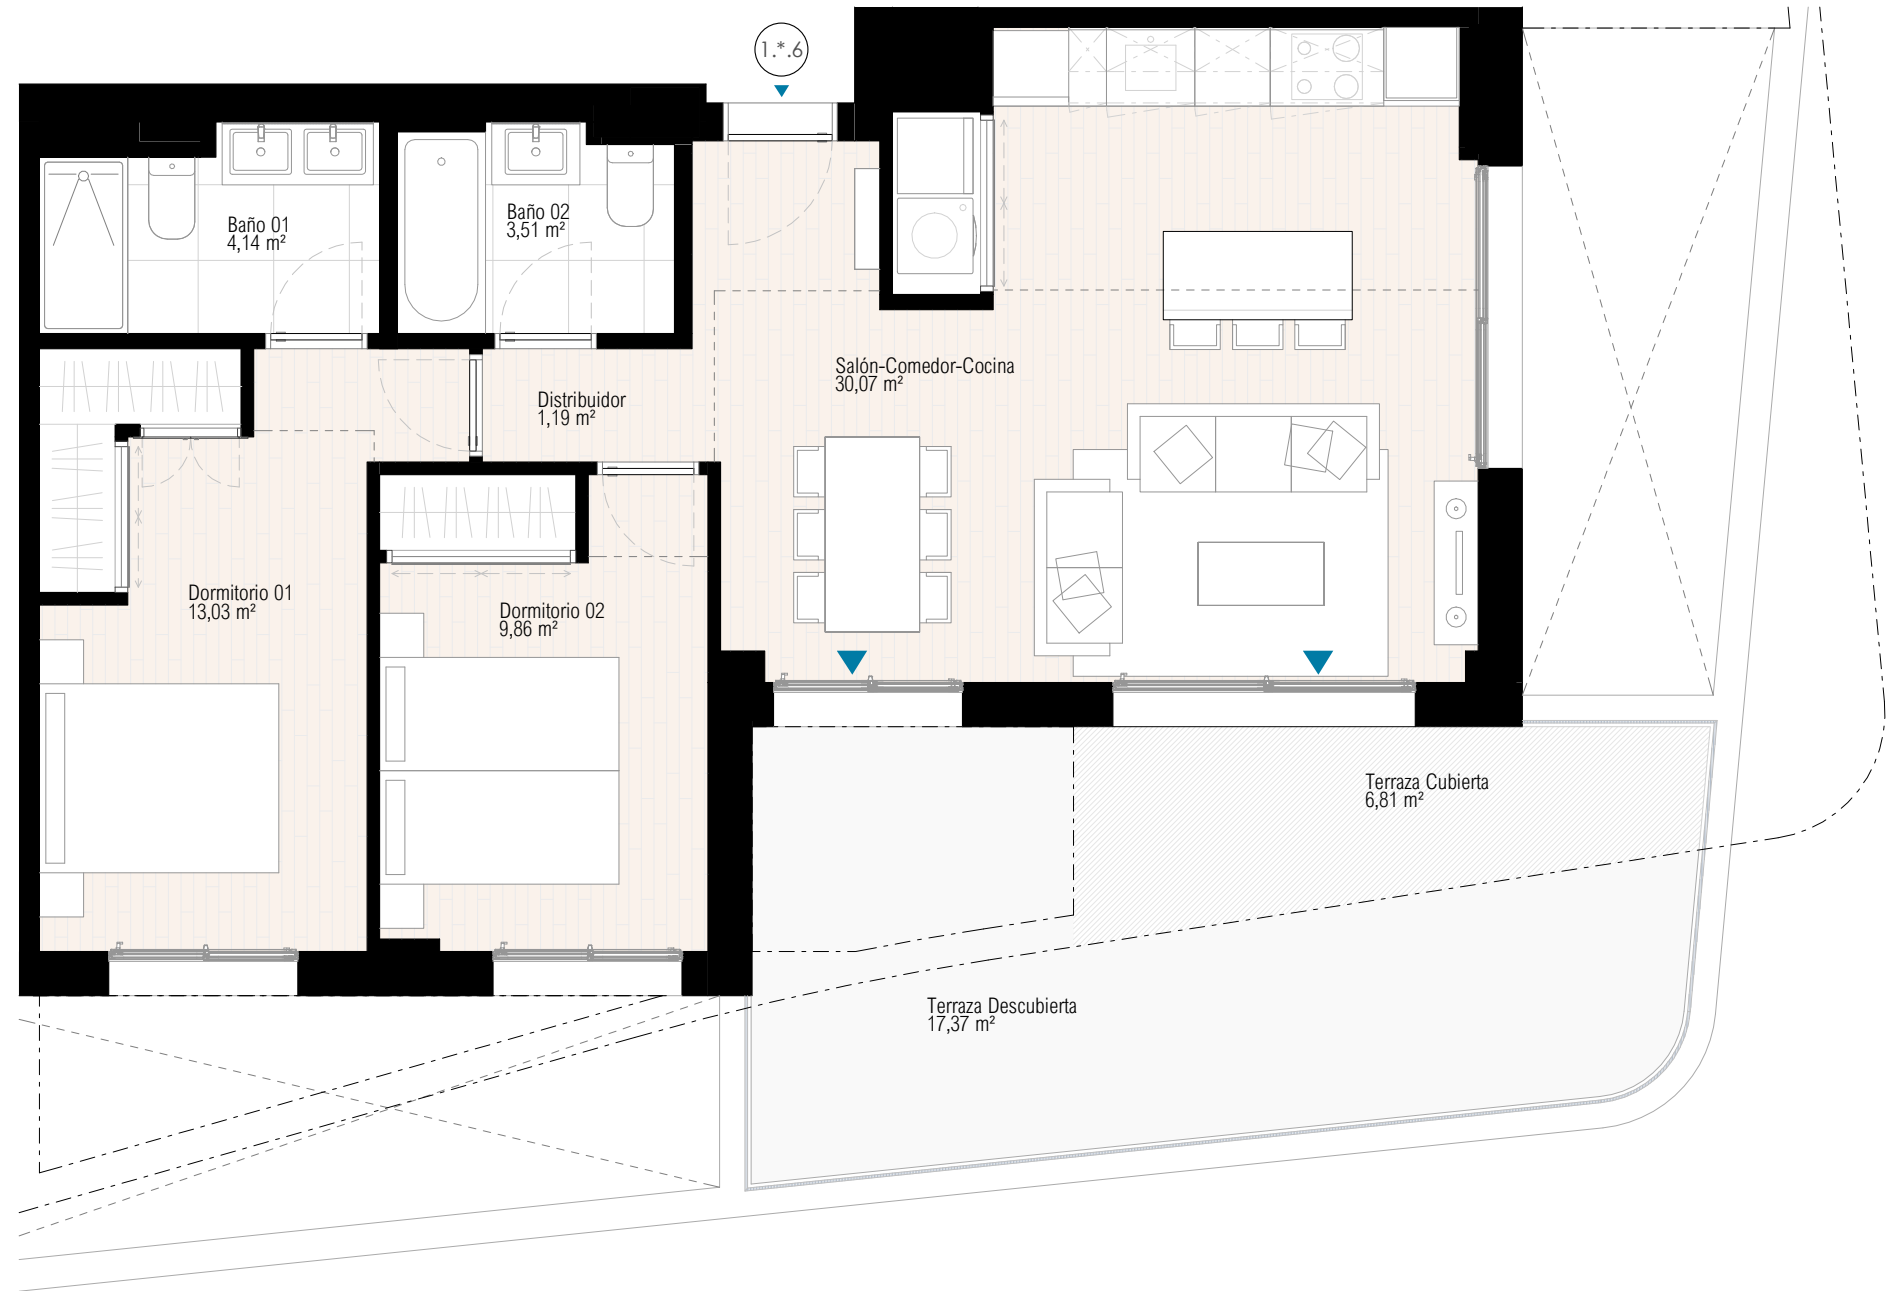 1.*.6
Baño 01
4,14 m²
Baño 02
3,51 m²
Salón-Comedor-Cocina
30,07 m²
Distribuidor
1,19 m²
Dormitorio 01
13,03 m²
Dormitorio 02
9,86 m²
Terraza Cubierta
6,81 m²
Terraza Descubierta
17,37 m²